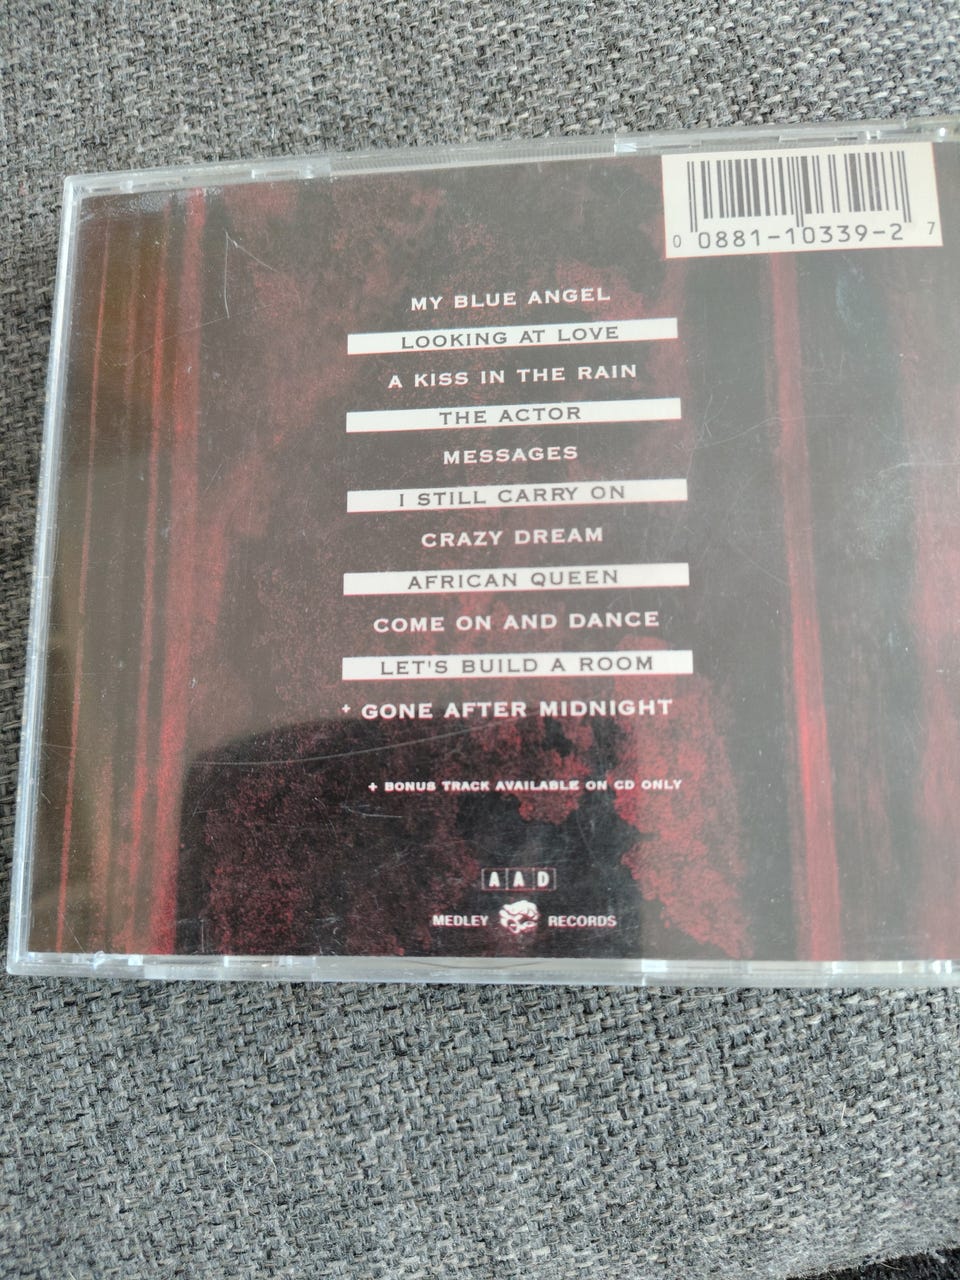 0 0881-10339-2 7
MY BLUE ANGEL
LOOKING AT LOVE
A KISS IN THE RAIN
THE ACTOR
MESSAGES
I STILL CARRY ON
CRAZY DREAM
AFRICAN QUEEN
COME ON AND DANCE
LET'S BUILD A ROOM
+ GONE AFTER MIDNIGHT
+ BONUS TRACK AVAILABLE ON CD ONLY
A A D
MEDLEY RECORDS